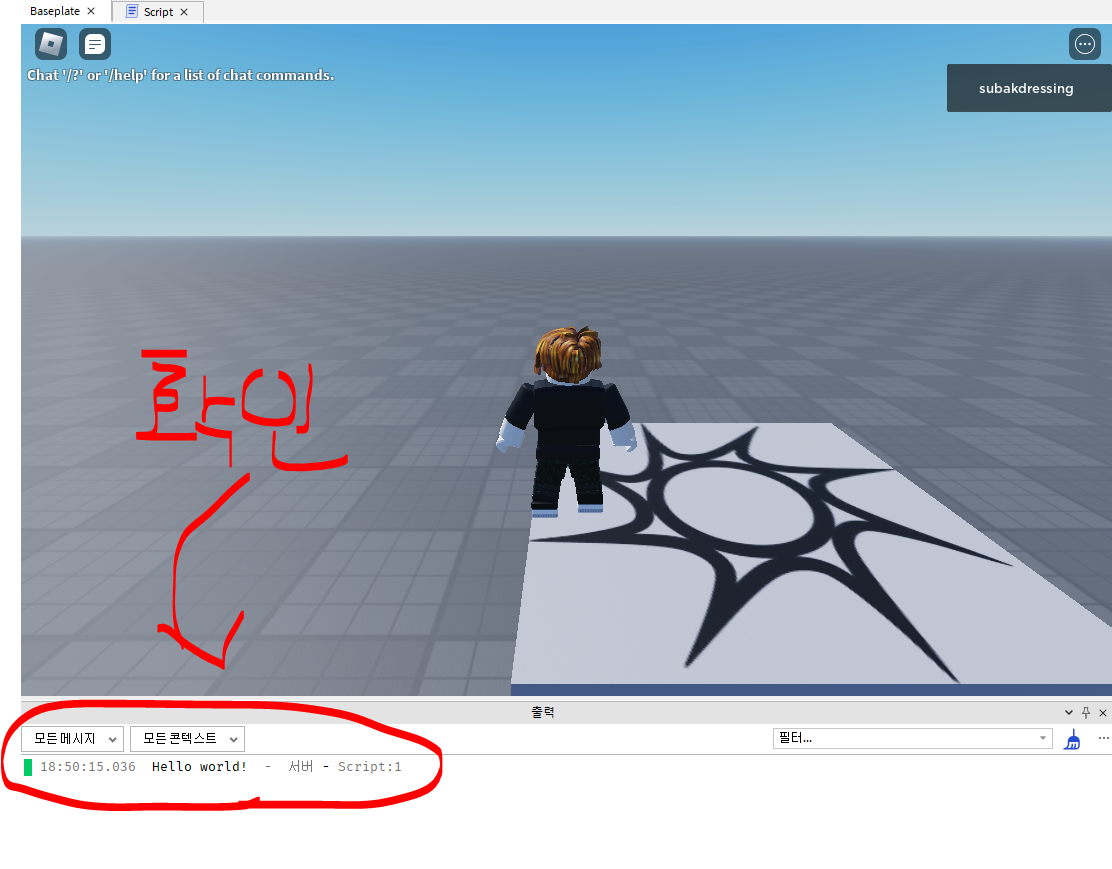 Baseplate × Script ×
Chat '/?' or '/help' for a list of chat commands.
subakdressing
확인
출력
모든 메시지 모든 콘텍스트 필터...
18:50:15.036 Hello world! - 서버 - Script:1